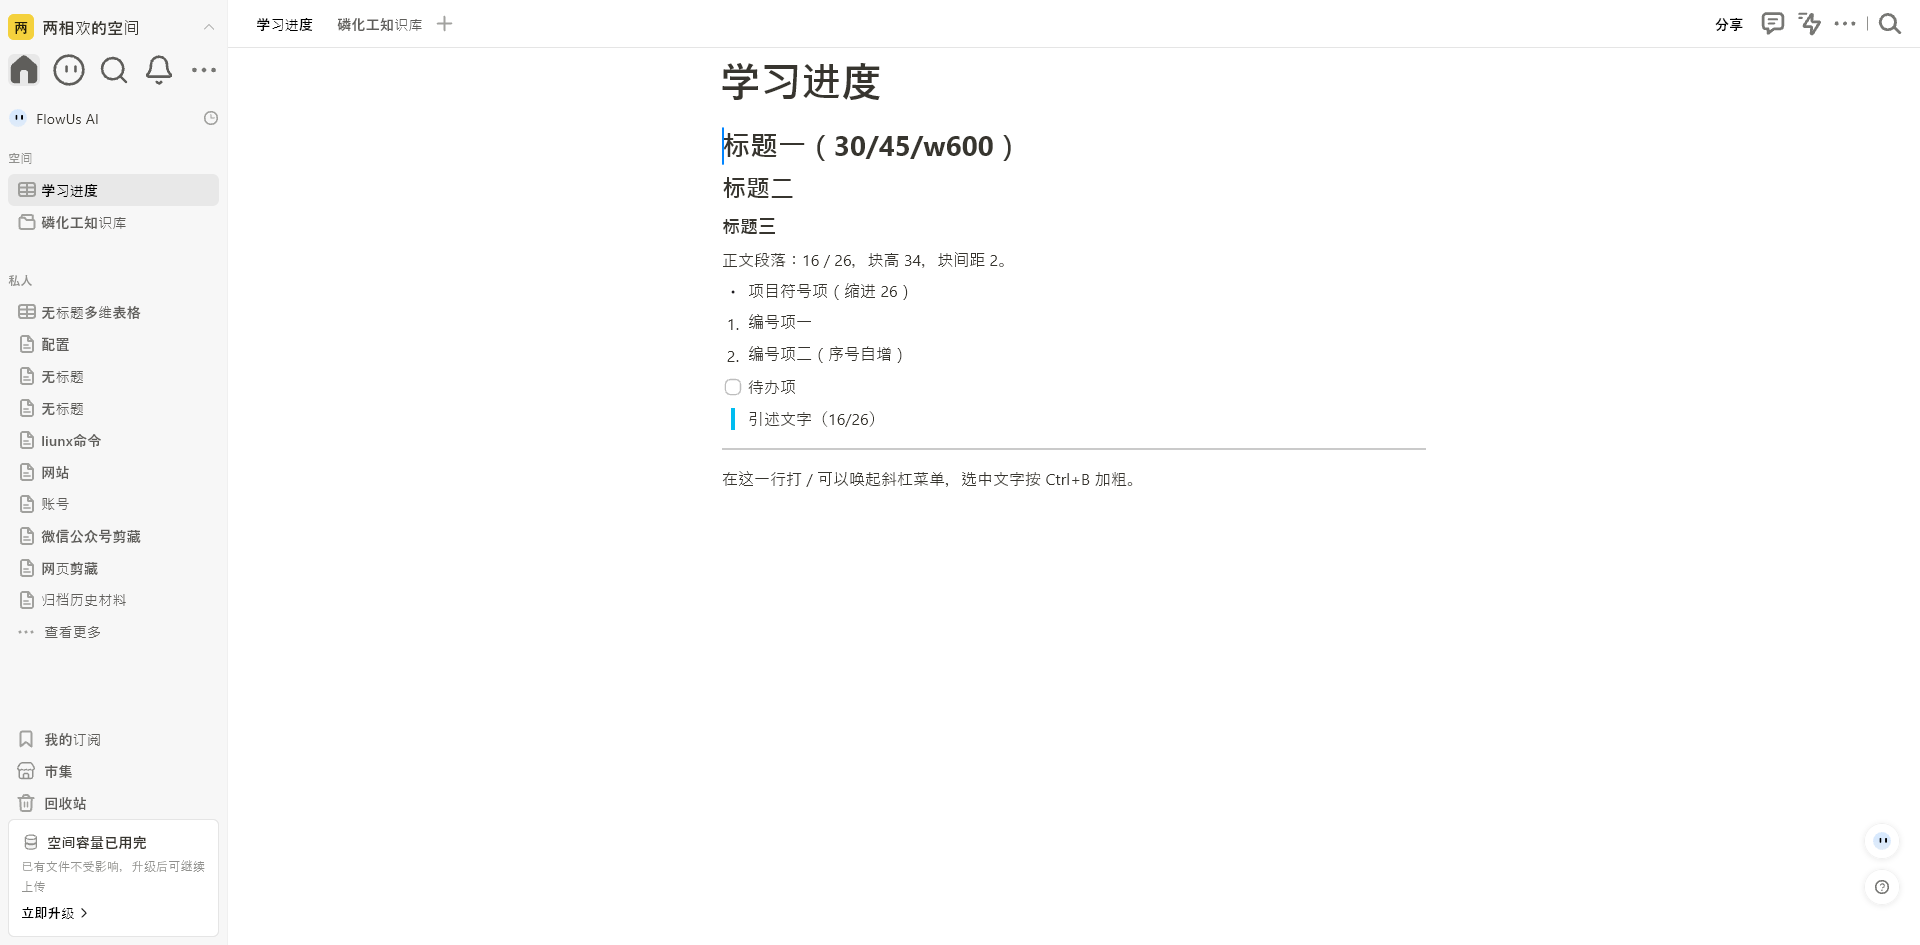 两 两相欢的空间
FlowUs AI
空间
学习进度
磷化工知识库
私人
无标题多维表格
配置
无标题
无标题
liunx命令
网站
账号
微信公众号剪藏
网页剪藏
归档历史材料
查看更多
我的订阅
市集
回收站
空间容量已用完
已有文件不受影响，升级后可继续
上传
立即升级
学习进度 磷化工知识库
分享
学习进度
标题一（30/45/w600）
标题二
标题三
正文段落：16 / 26，块高 34，块间距 2。
• 项目符号项（缩进 26）
1. 编号项一
2. 编号项二（序号自增）
待办项
引述文字（16/26）
在这一行打 / 可以唤起斜杠菜单，选中文字按 Ctrl+B 加粗。